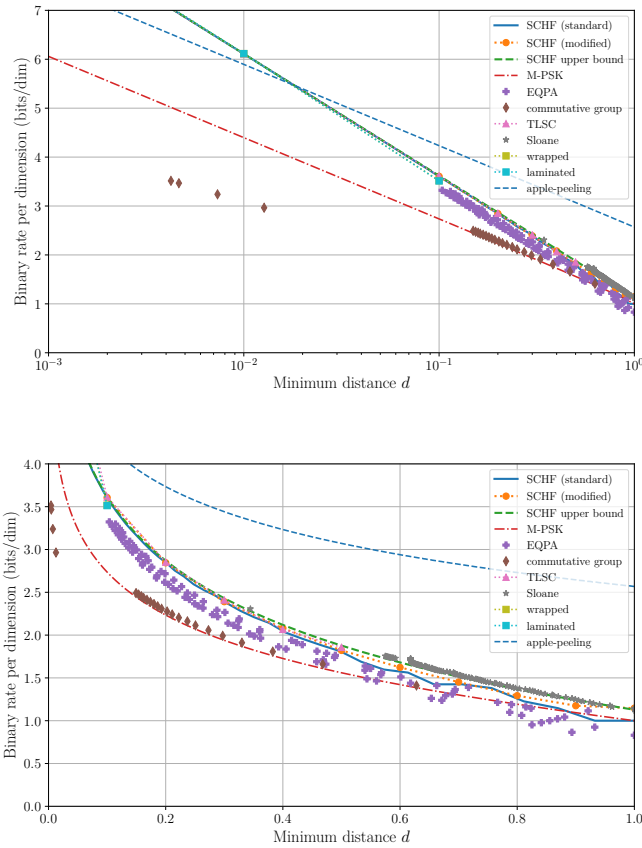 7
6
5
4
3
2
1
0
Binary rate per dimension (bits/dim)
10⁻³
10⁻²
10⁻¹
10⁰
Minimum distance d
SCHF (standard)
SCHF (modified)
SCHF upper bound
M-PSK
EQPA
commutative group
TLSC
Sloane
wrapped
laminated
apple-peeling
4.0
3.5
3.0
2.5
2.0
1.5
1.0
0.5
0.0
Binary rate per dimension (bits/dim)
0.0
0.2
0.4
0.6
0.8
1.0
Minimum distance d
SCHF (standard)
SCHF (modified)
SCHF upper bound
M-PSK
EQPA
commutative group
TLSC
Sloane
wrapped
laminated
apple-peeling